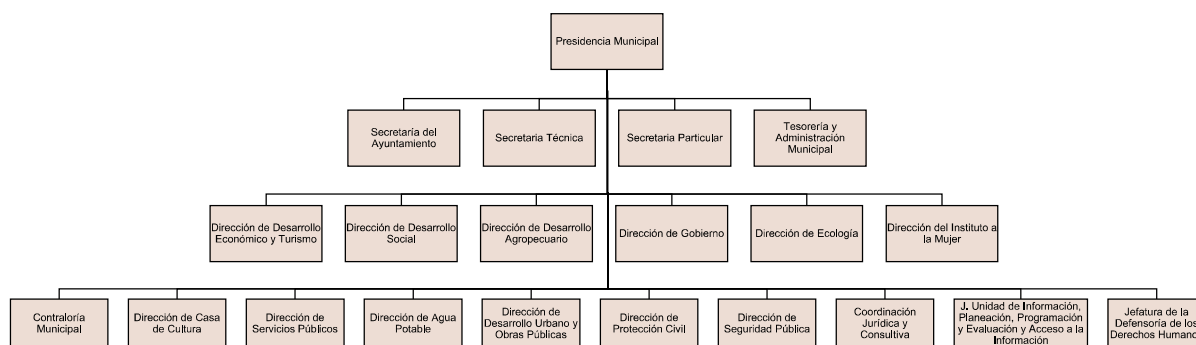 Presidencia Municipal
Secretaría del
Ayuntamiento
Secretaria Técnica
Secretaria Particular
Tesorería y
Administración
Municipal
Dirección de Desarrollo
Económico y Turismo
Dirección de Desarrollo
Social
Dirección de Desarrollo
Agropecuario
Dirección de Gobierno
Dirección de Ecología
Dirección del Instituto a
la Mujer
Contraloría
Municipal
Dirección de Casa
de Cultura
Dirección de
Servicios Públicos
Dirección de Agua
Potable
Dirección de
Desarrollo Urbano y
Obras Públicas
Dirección de
Protección Civil
Dirección de
Seguridad Pública
Coordinación
Jurídica y
Consultiva
J. Unidad de Información,
Planeación, Programación
y Evaluación y Acceso a la
Información
Jefatura de la
Defensoría de los
Derechos Humano